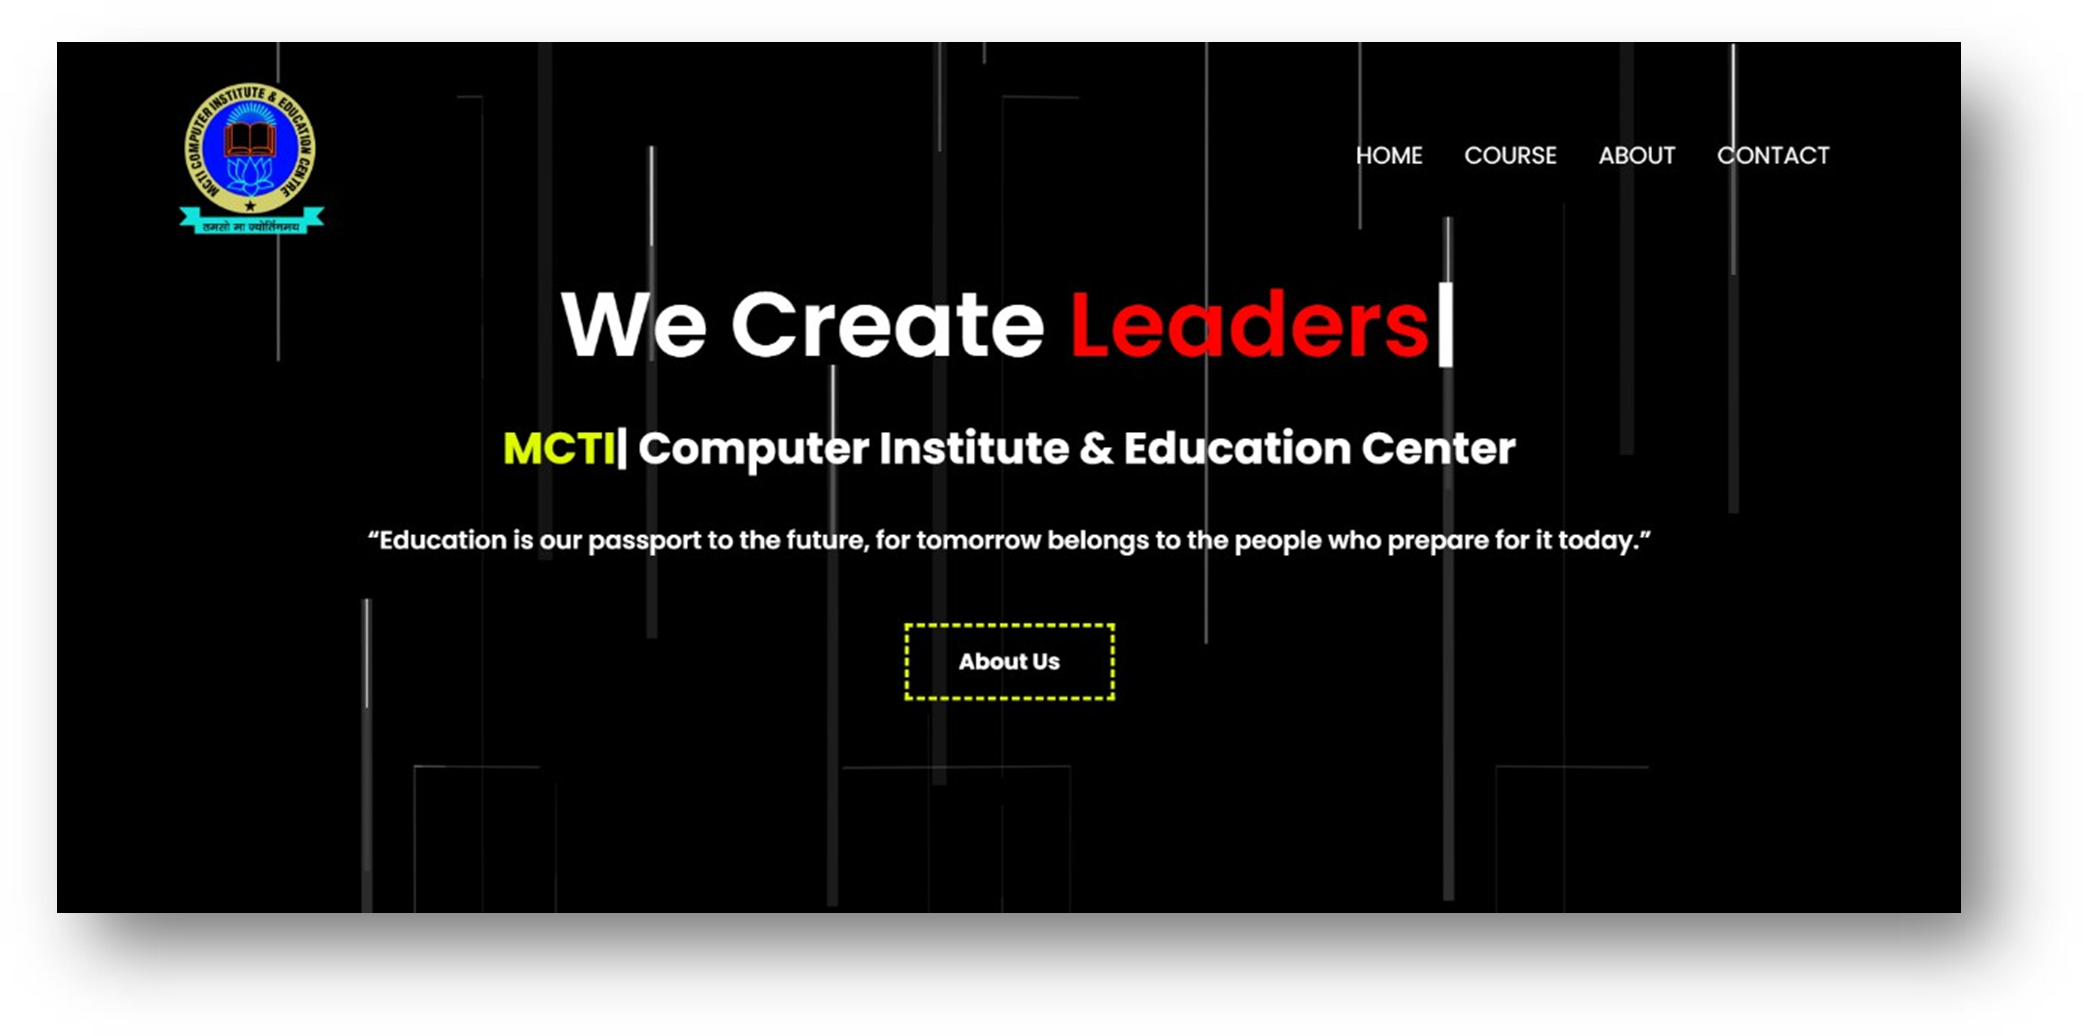 MCTI COMPUTER INSTITUTE & EDUCATION CENTRE
तमसो मा ज्योर्तिगमय
HOME COURSE ABOUT CONTACT
We Create Leaders|
MCTI| Computer Institute & Education Center
“Education is our passport to the future, for tomorrow belongs to the people who prepare for it today.”
About Us